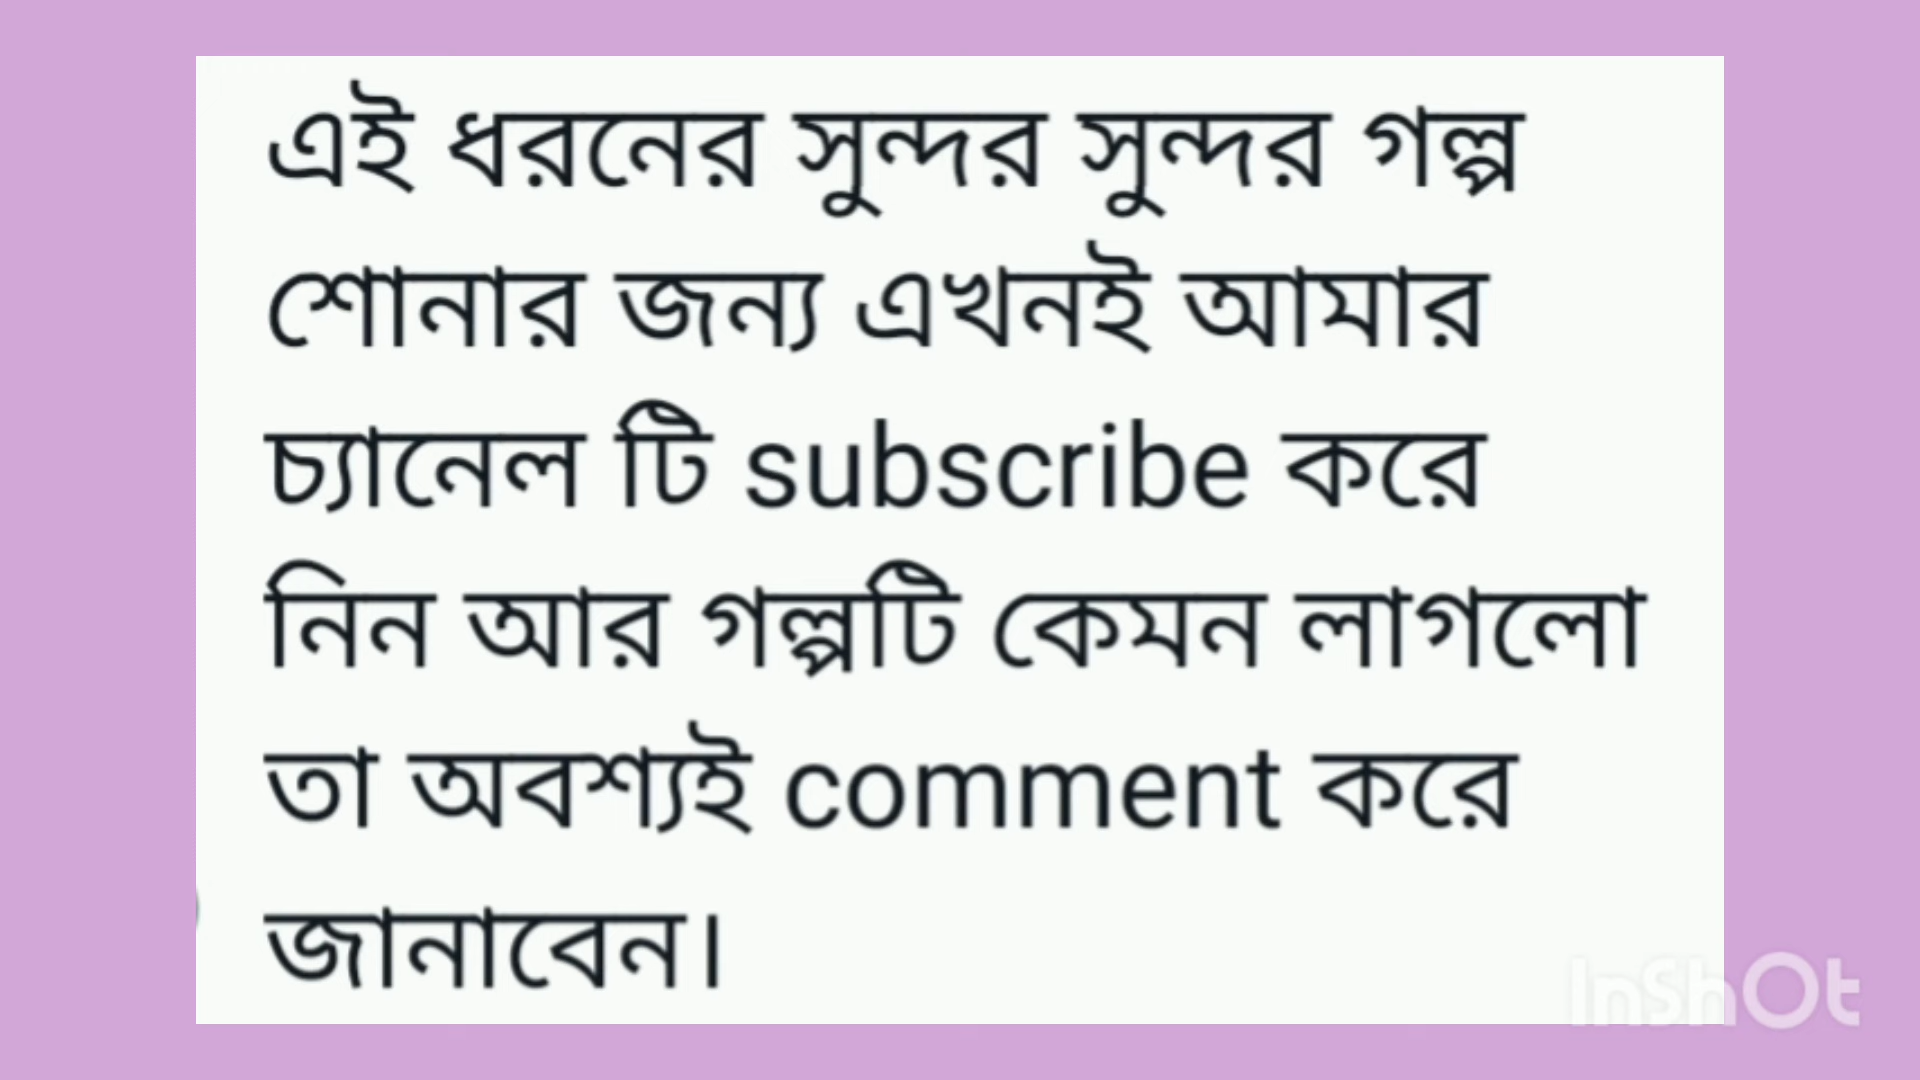 এই ধরনের সুন্দর সুন্দর গল্প
শোনার জন্য এখনই আমার
চ্যানেল টি subscribe করে
নিন আর গল্পটি কেমন লাগলো
তা অবশ্যই comment করে
জানাবেন।
InShOt